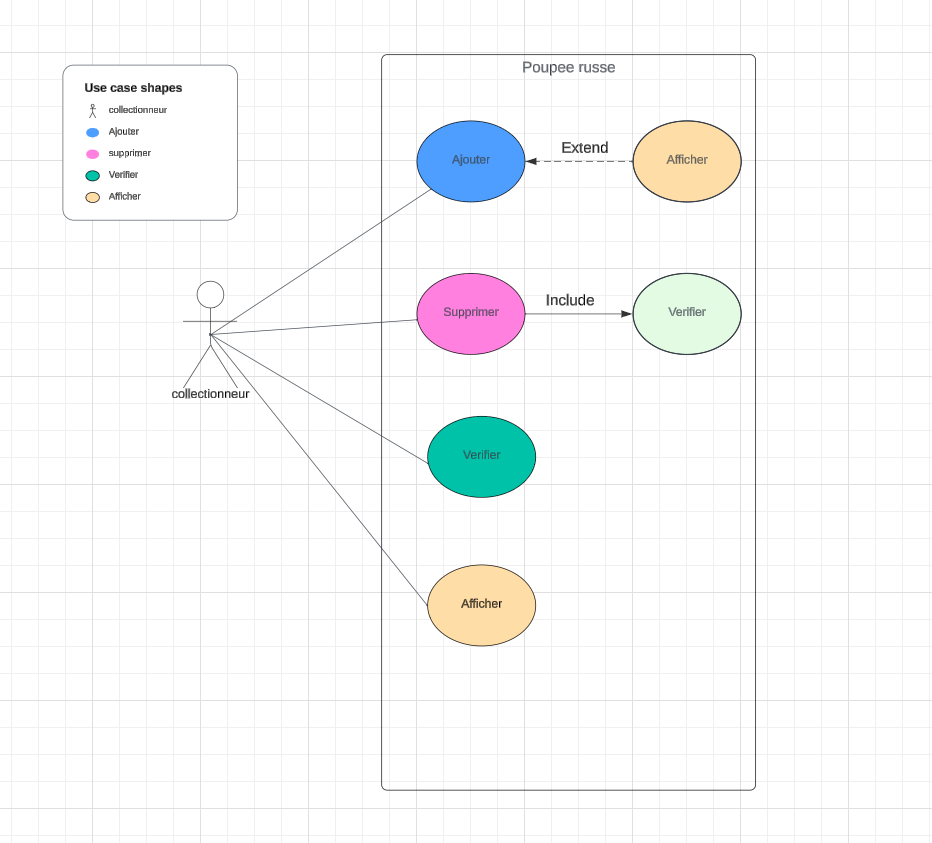 Use case shapes
collectionneur
Ajouter
supprimer
Verifier
Afficher
Poupee russe
Ajouter
Extend
Afficher
Supprimer
Include
Verifier
collectionneur
Verifier
Afficher